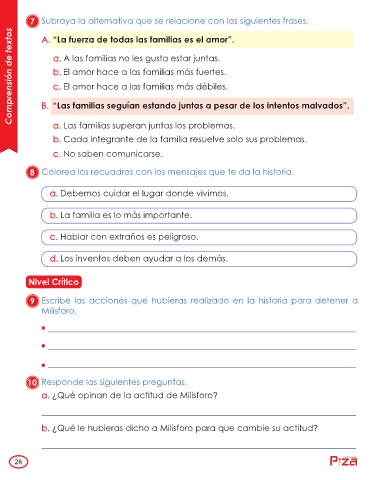 Comprensión de textos
7 Subraya la alternativa que se relacione con las siguientes frases.
A. “La fuerza de todas las familias es el amor”.
a. A las familias no les gusta estar juntas.
b. El amor hace a las familias más fuertes.
c. El amor hace a las familias más débiles.
B. “Las familias seguían estando juntas a pesar de los intentos malvados”.
a. Las familias superan juntas los problemas.
b. Cada integrante de la familia resuelve solo sus problemas.
c. No saben comunicarse.
8 Colorea los recuadros con los mensajes que te da la historia.
a. Debemos cuidar el lugar donde vivimos.
b. La familia es lo más importante.
c. Hablar con extraños es peligroso.
d. Los inventos deben ayudar a los demás.
Nivel Crítico
9 Escribe las acciones que hubieras realizado en la historia para detener a
Milisforo.
10 Responde las siguientes preguntas.
a. ¿Qué opinan de la actitud de Milisforo?
b. ¿Qué le hubieras dicho a Milisforo para que cambie su actitud?
26